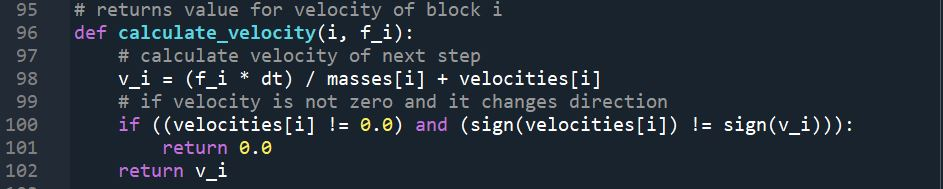 95 # returns value for velocity of block i
96 def calculate_velocity(i, f_i):
97     # calculate velocity of next step
98     v_i = (f_i * dt) / masses[i] + velocities[i]
99     # if velocity is not zero and it changes direction
100     if ((velocities[i] != 0.0) and (sign(velocities[i]) != sign(v_i))):
101         return 0.0
102     return v_i